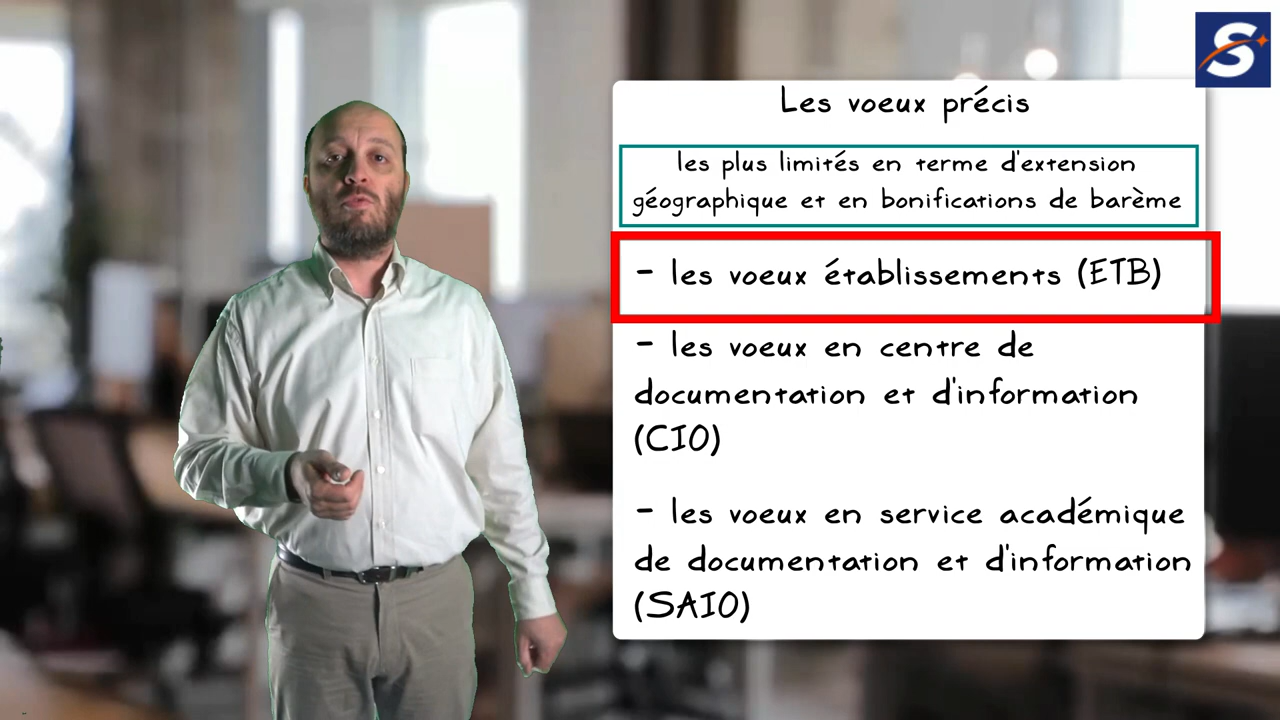 S
Les voeux précis
les plus limités en terme d'extension
géographique et en bonifications de barème
- les voeux établissements (ETB)
- les voeux en centre de
documentation et d'information
(CIO)
- les voeux en service académique
de documentation et d'information
(SAIO)